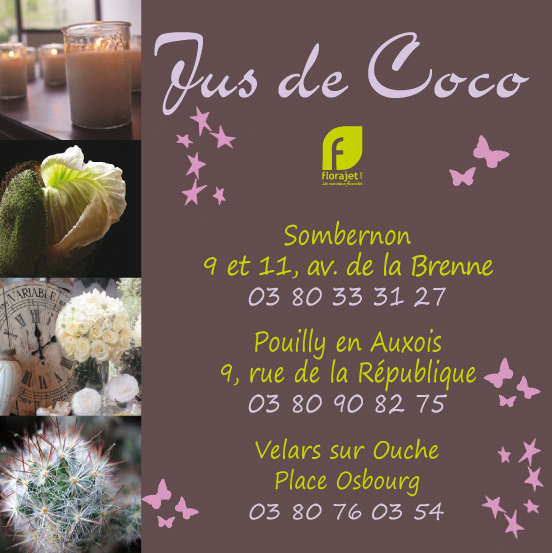 Jus de Coco
florajet
Sombernon
9 et 11, av. de la Brenne
03 80 33 31 27
Pouilly en Auxois
9, rue de la République
03 80 90 82 75
Velars sur Ouche
Place Osbourg
03 80 76 03 54
VARIABLE